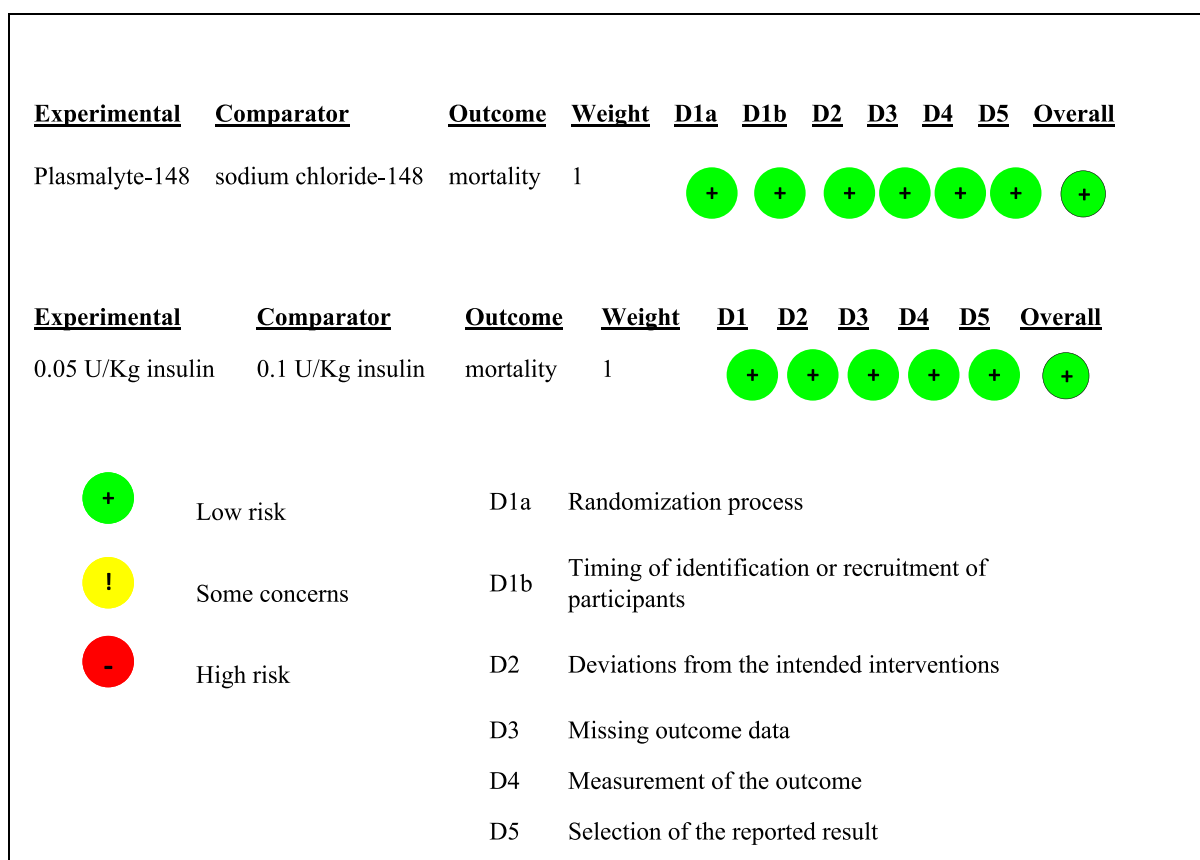 Experimental Comparator Outcome Weight D1a D1b D2 D3 D4 D5 Overall
Plasmalyte-148 sodium chloride-148 mortality 1 + + + + + + +
Experimental Comparator Outcome Weight D1 D2 D3 D4 D5 Overall
0.05 U/Kg insulin 0.1 U/Kg insulin mortality 1 + + + + + +
+ Low risk
! Some concerns
- High risk
D1a Randomization process
D1b Timing of identification or recruitment of
participants
D2 Deviations from the intended interventions
D3 Missing outcome data
D4 Measurement of the outcome
D5 Selection of the reported result